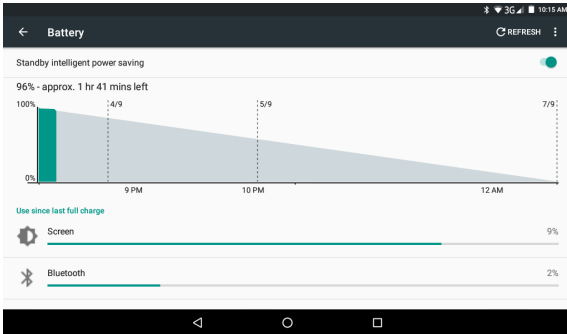 3G 10:15 AM
Battery REFRESH
Standby intelligent power saving
96% - approx. 1 hr 41 mins left
100% 4/9 5/9 7/9
0%
9 PM 10 PM 12 AM
Use since last full charge
Screen 9%
Bluetooth 2%